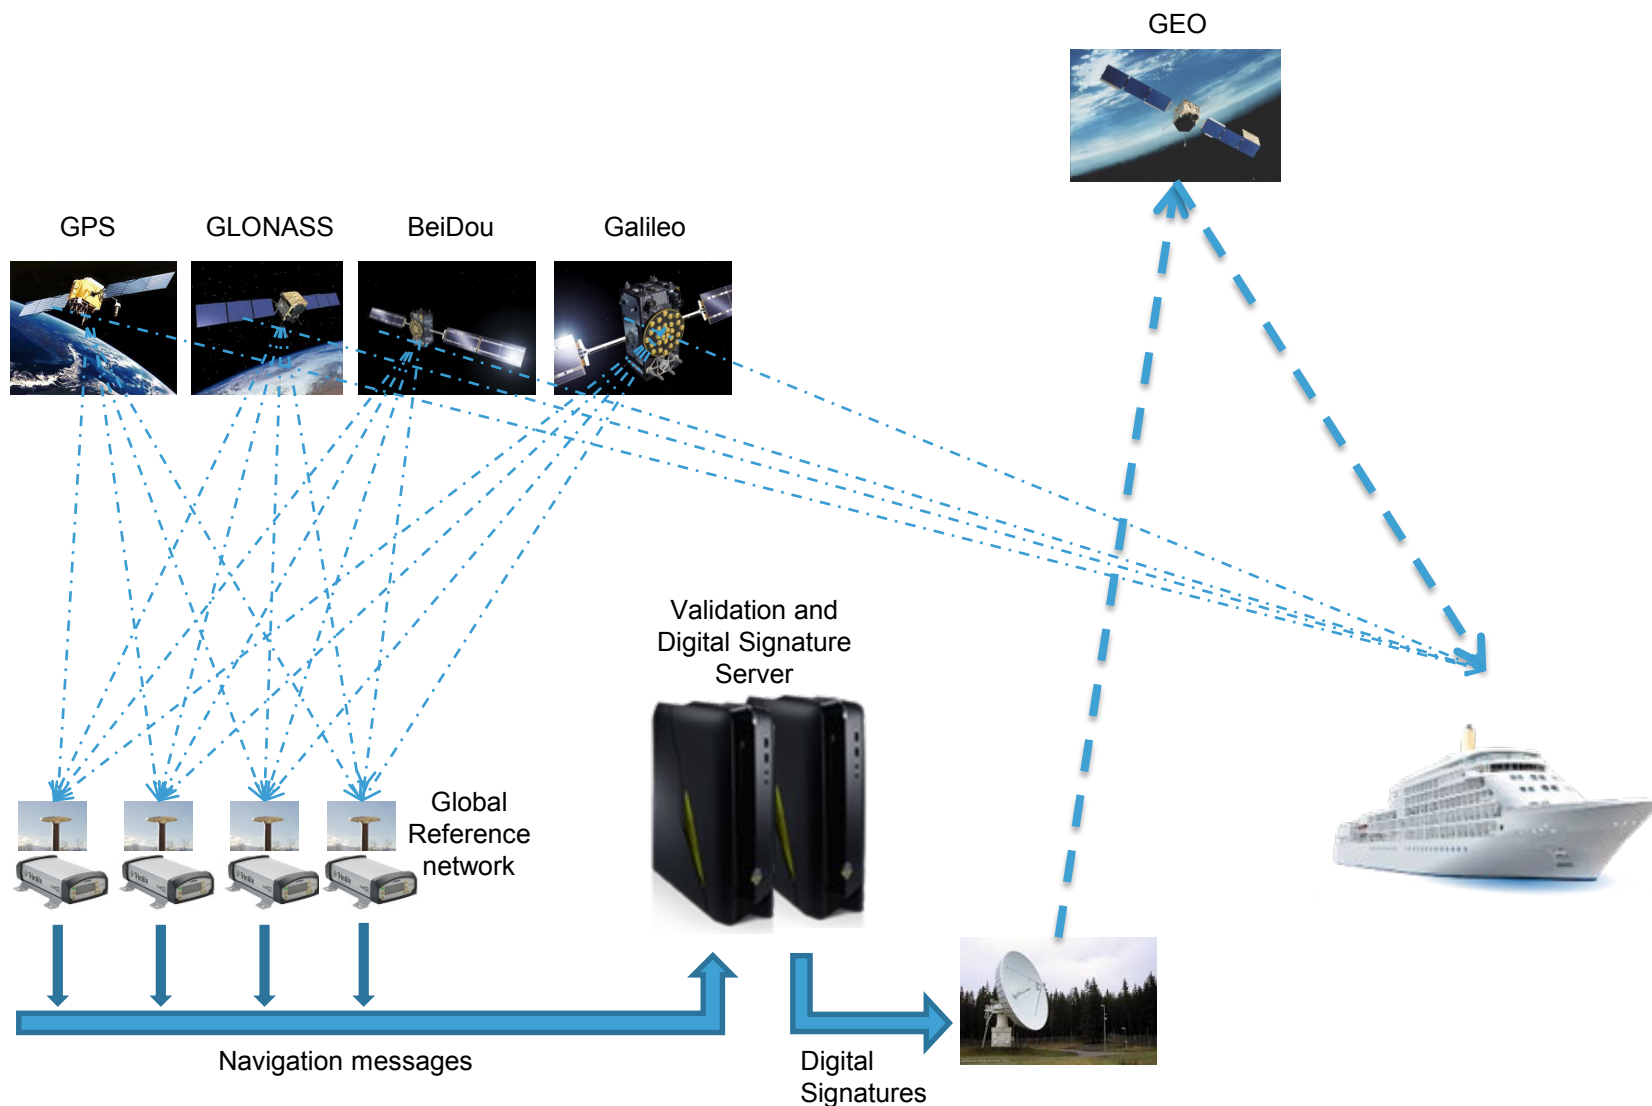 GEO
GPS
GLONASS
BeiDou
Galileo
Validation and
Digital Signature
Server
Global
Reference
network
Navigation messages
Digital
Signatures